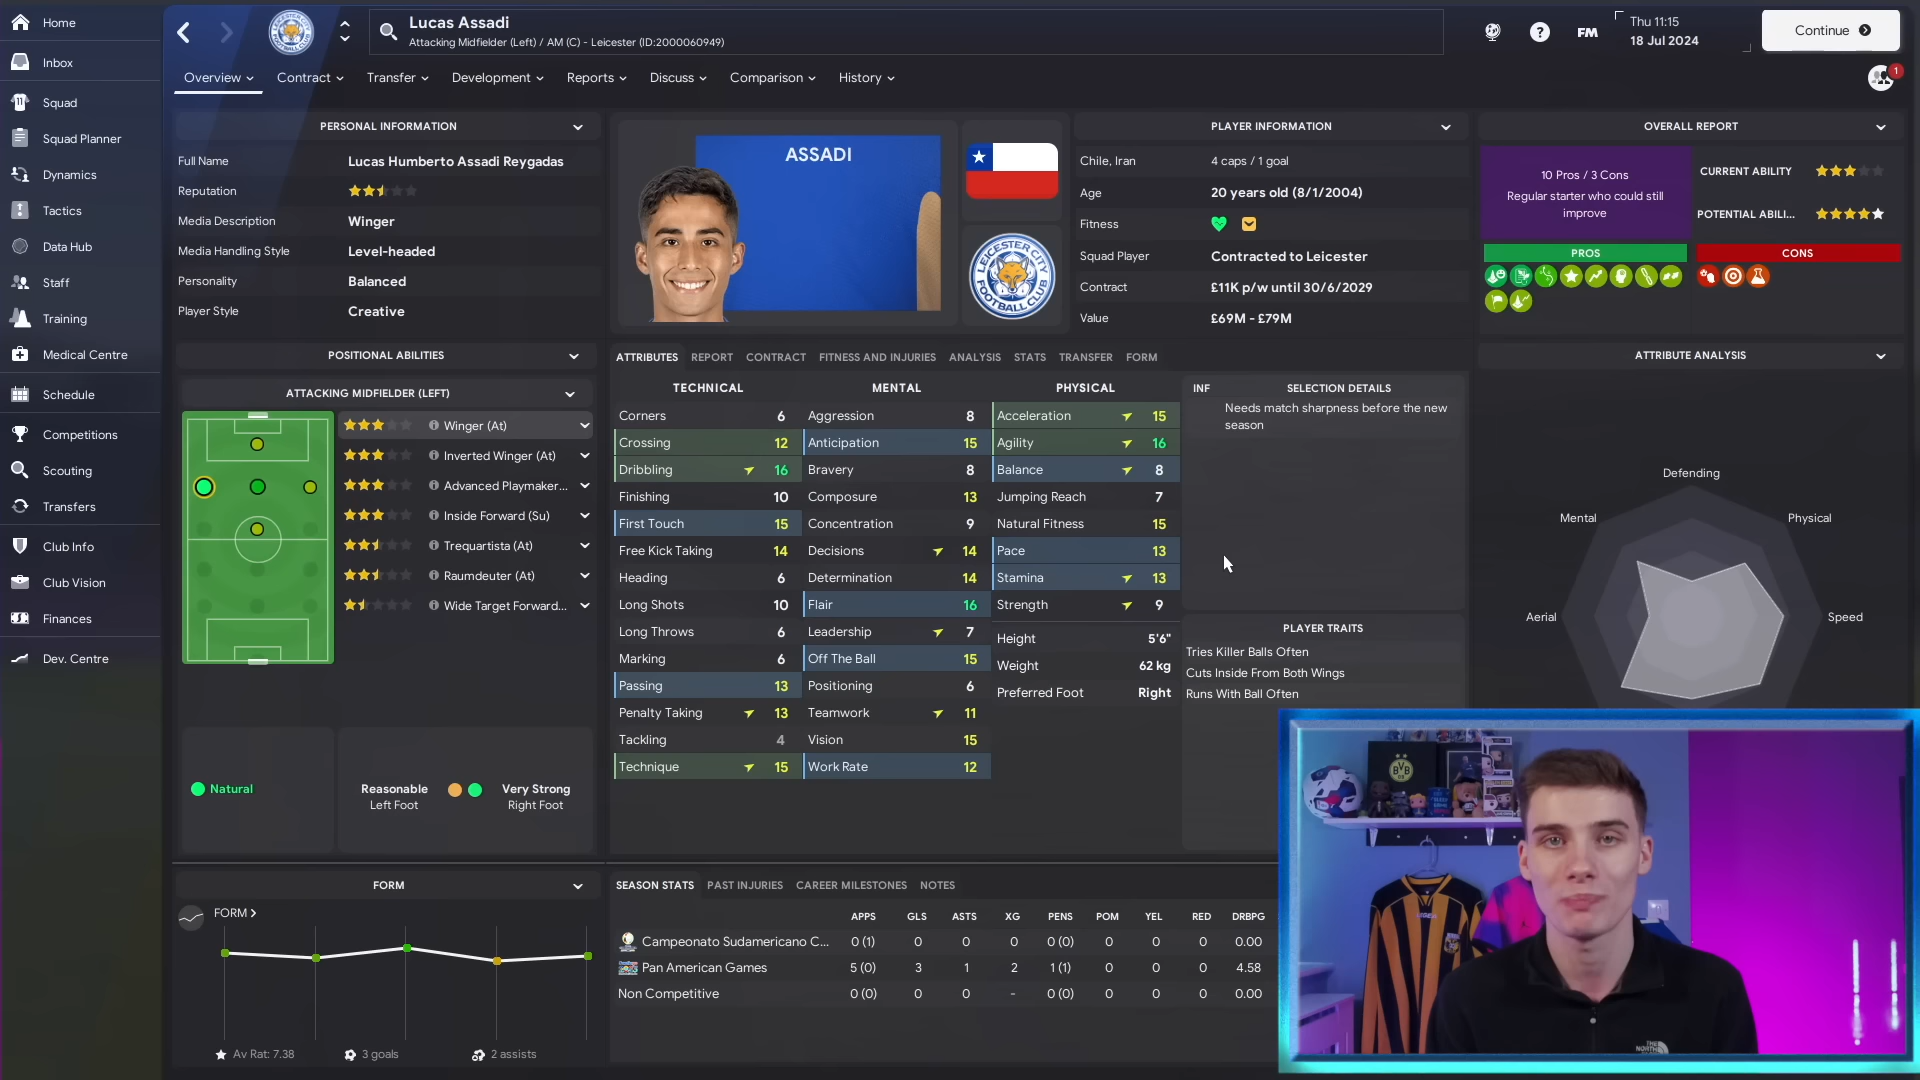 Home
Inbox
Squad
Squad Planner
Dynamics
Tactics
Data Hub
Staff
Training
Medical Centre
Schedule
Competitions
Scouting
Transfers
Club Info
Club Vision
Finances
Dev. Centre
Lucas Assadi
Attacking Midfielder (Left) / AM (C) - Leicester (ID:2000060949)
? FM
Thu 11:15
18 Jul 2024
Continue
Overview Contract Transfer Development Reports Discuss Comparison History
1
PERSONAL INFORMATION
Full Name Lucas Humberto Assadi Reygadas
Reputation
Media Description Winger
Media Handling Style Level-headed
Personality Balanced
Player Style Creative
ASSADI
LEICESTER CITY
FOOTBALL CLUB
PLAYER INFORMATION
Chile, Iran 4 caps / 1 goal
Age 20 years old (8/1/2004)
Fitness
Squad Player Contracted to Leicester
Contract £11K p/w until 30/6/2029
Value £69M - £79M
OVERALL REPORT
10 Pros / 3 Cons
Regular starter who could still
improve
CURRENT ABILITY
POTENTIAL ABILI...
PROS CONS
POSITIONAL ABILITIES
ATTACKING MIDFIELDER (LEFT)
Winger (At)
Inverted Winger (At)
Advanced Playmaker...
Inside Forward (Su)
Trequartista (At)
Raumdeuter (At)
Wide Target Forward...
Natural
Reasonable
Left Foot
Very Strong
Right Foot
ATTRIBUTES REPORT CONTRACT FITNESS AND INJURIES ANALYSIS STATS TRANSFER FORM
TECHNICAL
Corners 6
Crossing 12
Dribbling 16
Finishing 10
First Touch 15
Free Kick Taking 14
Heading 6
Long Shots 10
Long Throws 6
Marking 6
Passing 13
Penalty Taking 13
Tackling 4
Technique 15
MENTAL
Aggression 8
Anticipation 15
Bravery 8
Composure 13
Concentration 9
Decisions 14
Determination 14
Flair 16
Leadership 7
Off The Ball 15
Positioning 6
Teamwork 11
Vision 15
Work Rate 12
PHYSICAL
Acceleration 15
Agility 16
Balance 8
Jumping Reach 7
Natural Fitness 15
Pace 13
Stamina 13
Strength 9
Height 5'6"
Weight 62 kg
Preferred Foot Right
INF SELECTION DETAILS
Needs match sharpness before the new
season
PLAYER TRAITS
Tries Killer Balls Often
Cuts Inside From Both Wings
Runs With Ball Often
ATTRIBUTE ANALYSIS
Defending
Mental Physical
Aerial Speed
FORM
FORM
Av Rat: 7.38 3 goals 2 assists
SEASON STATS PAST INJURIES CAREER MILESTONES NOTES
APPS GLS ASTS XG PENS POM YEL RED DRBPG
Campeonato Sudamericano C... 0 (1) 0 0 0 0 (0) 0 0 0 0.00
Pan American Games 5 (0) 3 1 2 1 (1) 0 0 0 4.58
Non Competitive 0 (0) 0 0 - 0 (0) 0 0 0 0.00
BVB
09